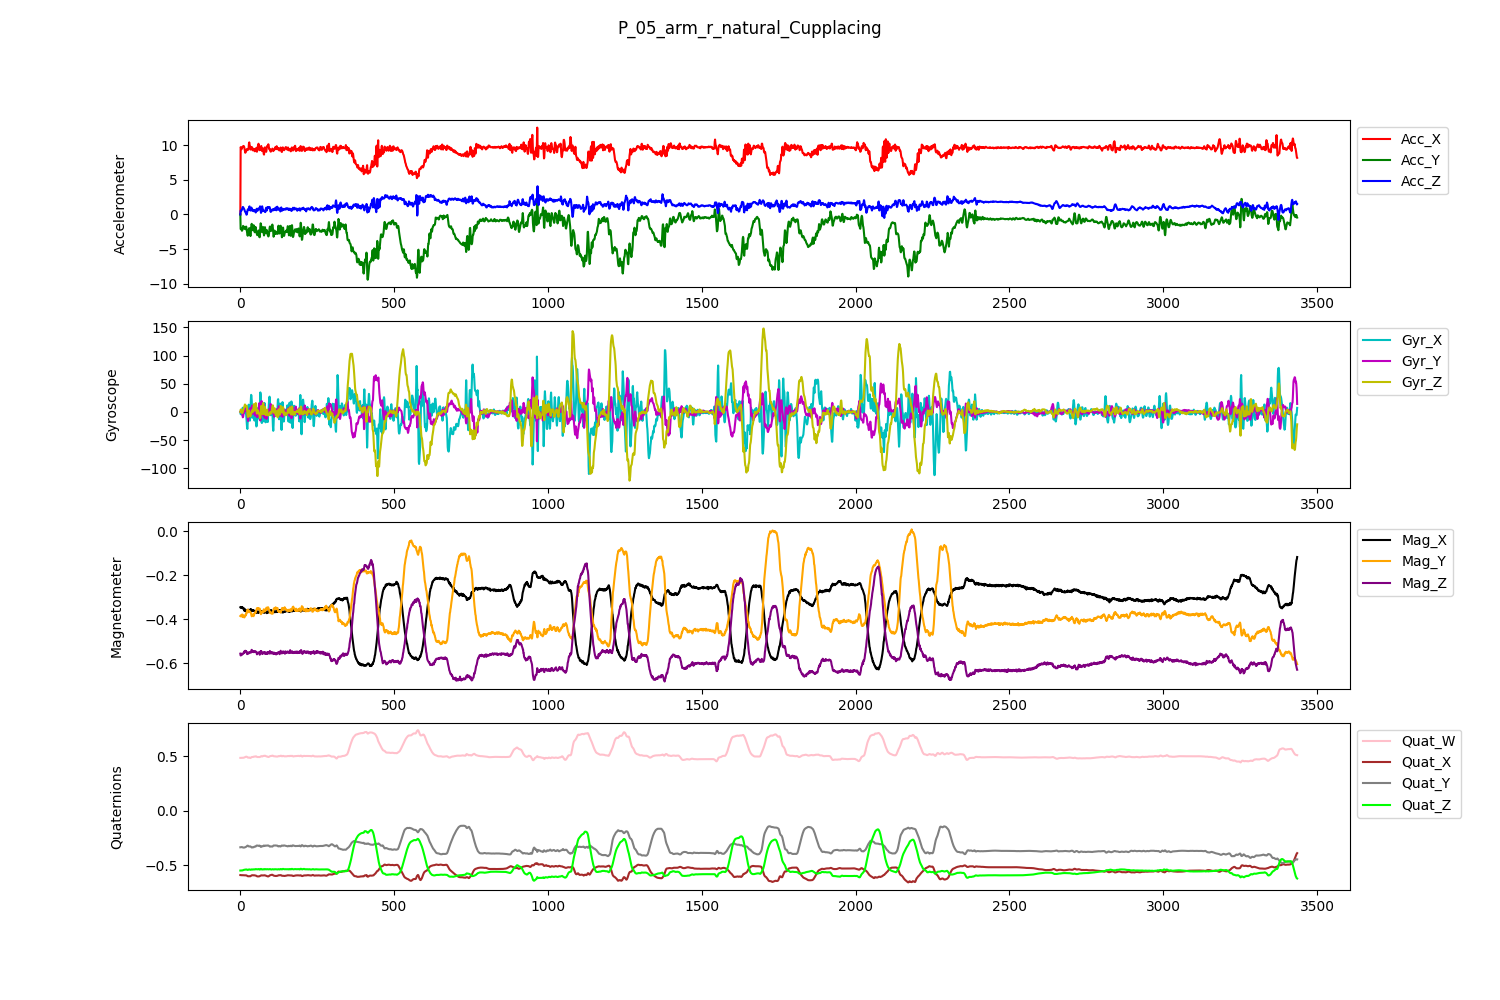 P_05_arm_r_natural_Cupplacing
Accelerometer
10
5
0
−5
−10
0 500 1000 1500 2000 2500 3000 3500
Acc_X
Acc_Y
Acc_Z
Gyroscope
150
100
50
0
−50
−100
0 500 1000 1500 2000 2500 3000 3500
Gyr_X
Gyr_Y
Gyr_Z
Magnetometer
0.0
−0.2
−0.4
−0.6
0 500 1000 1500 2000 2500 3000 3500
Mag_X
Mag_Y
Mag_Z
Quaternions
0.5
0.0
−0.5
0 500 1000 1500 2000 2500 3000 3500
Quat_W
Quat_X
Quat_Y
Quat_Z